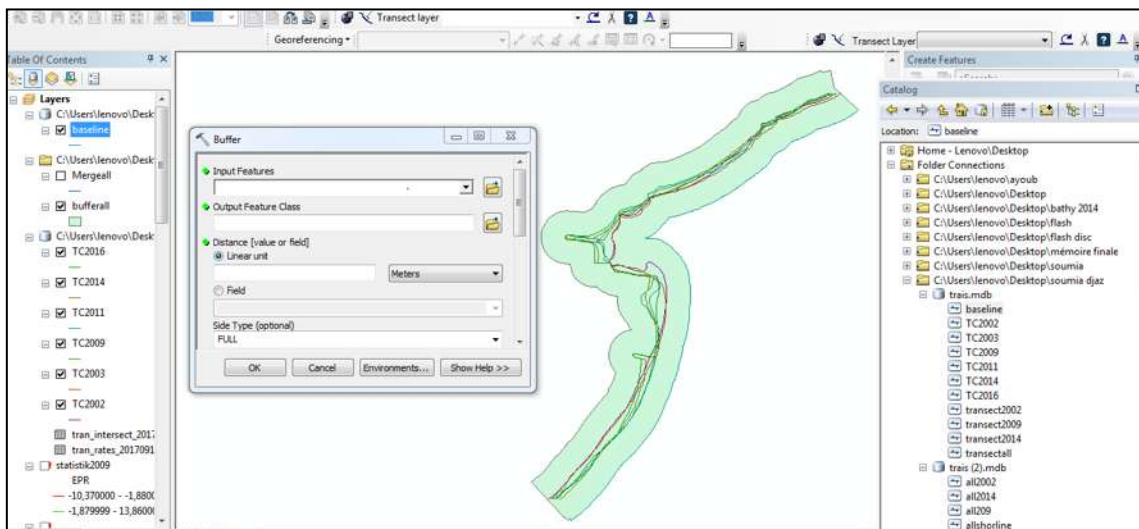 Transect layer
Georeferencing
Transect Layer
Table Of Contents
Layers
C:\Users\lenovo\Desk
baseline
C:\Users\lenovo\Desk
Mergeall
bufferall
C:\Users\lenovo\Desk
TC2016
TC2014
TC2011
TC2009
TC2003
TC2002
tran_intersect_2017
tran_rates_2017091
statistik2009
EPR
-10,370000 - -1,8800
-1,879999 - 13,8600
Buffer
Input Features
Output Feature Class
Distance [value or field]
Linear unit
Meters
Field
Side Type (optional)
FULL
OK
Cancel
Environments...
Show Help >>
Create Features
Catalog
Location: baseline
Home - Lenovo\Desktop
Folder Connections
C:\Users\lenovo\ayoub
C:\Users\lenovo\Desktop
C:\Users\lenovo\Desktop\bathy 2014
C:\Users\lenovo\Desktop\flash
C:\Users\lenovo\Desktop\flash disc
C:\Users\lenovo\Desktop\mémoire finale
C:\Users\lenovo\Desktop\soumia
C:\Users\lenovo\Desktop\soumia djaz
trais.mdb
baseline
TC2002
TC2003
TC2009
TC2011
TC2014
TC2016
transect2002
transect2009
transect2014
transectall
trais (2).mdb
all2002
all2014
all209
allshorline